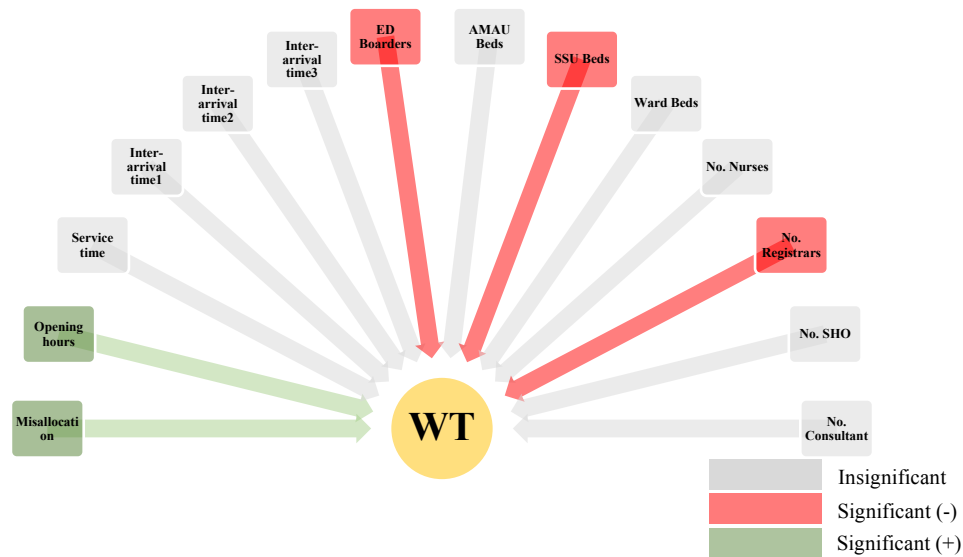 Misallocati
on
Opening
hours
Service
time
Inter-
arrival
time1
Inter-
arrival
time2
Inter-
arrival
time3
ED
Boarders
AMAU
Beds
SSU Beds
Ward Beds
No. Nurses
No.
Registrars
No. SHO
No.
Consultant
WT
Insignificant
Significant (-)
Significant (+)